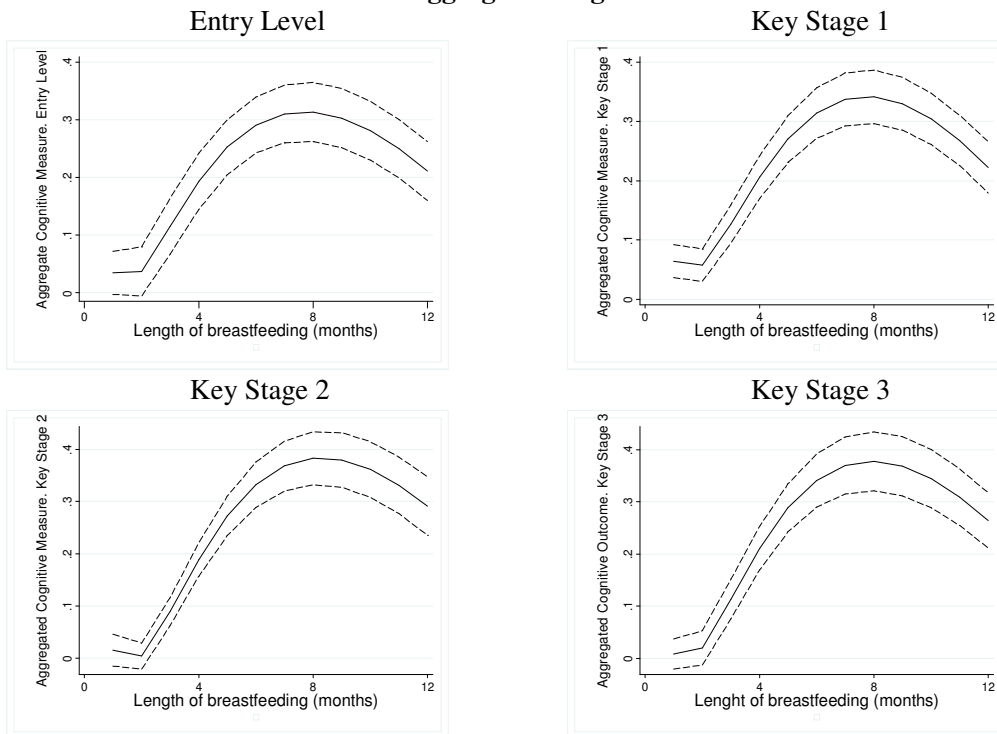 Entry Level
Key Stage 1
Aggregate Cognitive Measure. Entry Level
.4
.3
.2
.1
0
0 4 8 12
Length of breastfeeding (months)
Aggregated Cognitive Measure. Key Stage 1
.4
.3
.2
.1
0
0 4 8 12
Length of breastfeeding (months)
Key Stage 2
Key Stage 3
Aggregated Cognitive Measure. Key Stage 2
.4
.3
.2
.1
0
0 4 8 12
Length of breastfeeding (months)
Aggregated Cognitive Outcome. Key Stage 3
.4
.3
.2
.1
0
0 4 8 12
Length of breastfeeding (months)